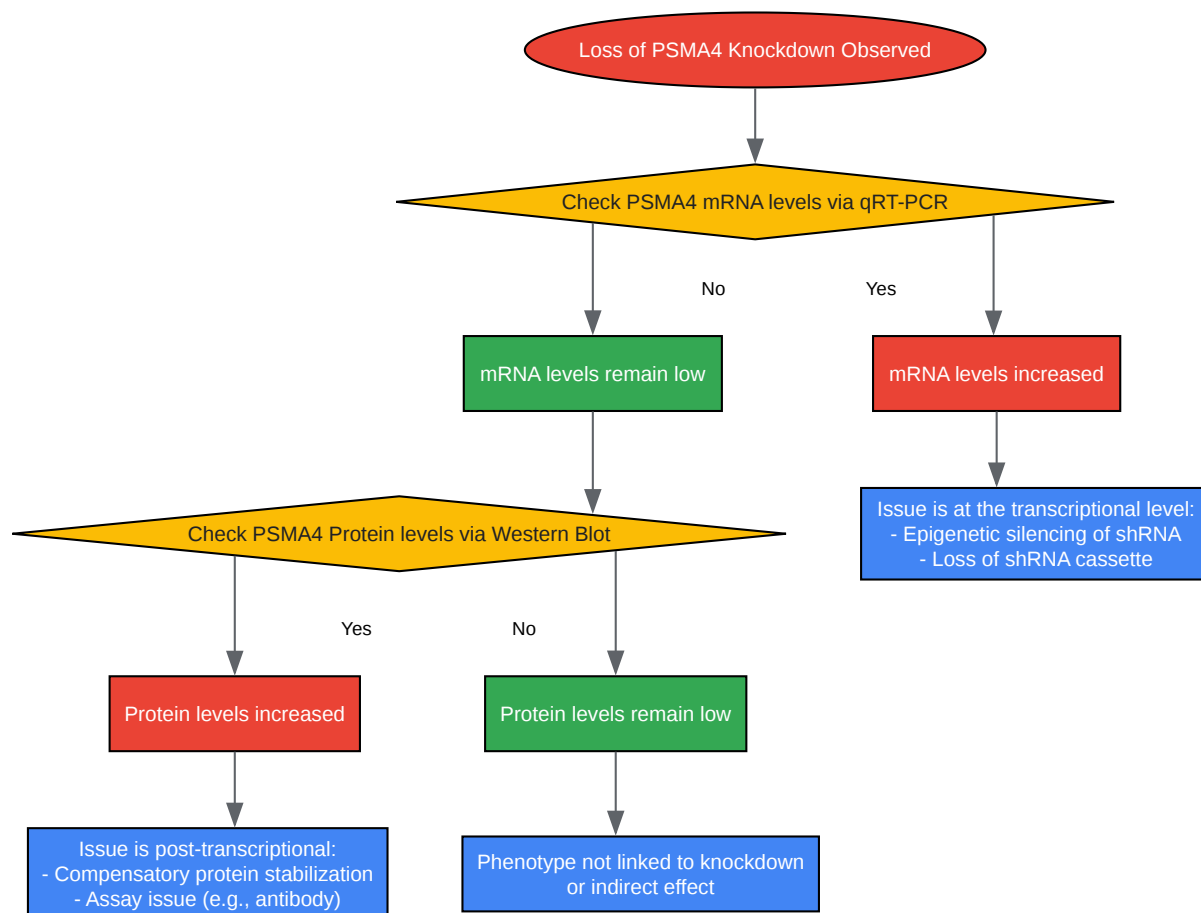 Loss of PSMA4 Knockdown Observed
Check PSMA4 mRNA levels via qRT-PCR
No
Yes
mRNA levels remain low
mRNA levels increased
Issue is at the transcriptional level:
- Epigenetic silencing of shRNA
- Loss of shRNA cassette
Check PSMA4 Protein levels via Western Blot
Yes
No
Protein levels increased
Protein levels remain low
Issue is post-transcriptional:
- Compensatory protein stabilization
- Assay issue (e.g., antibody)
Phenotype not linked to knockdown
or indirect effect